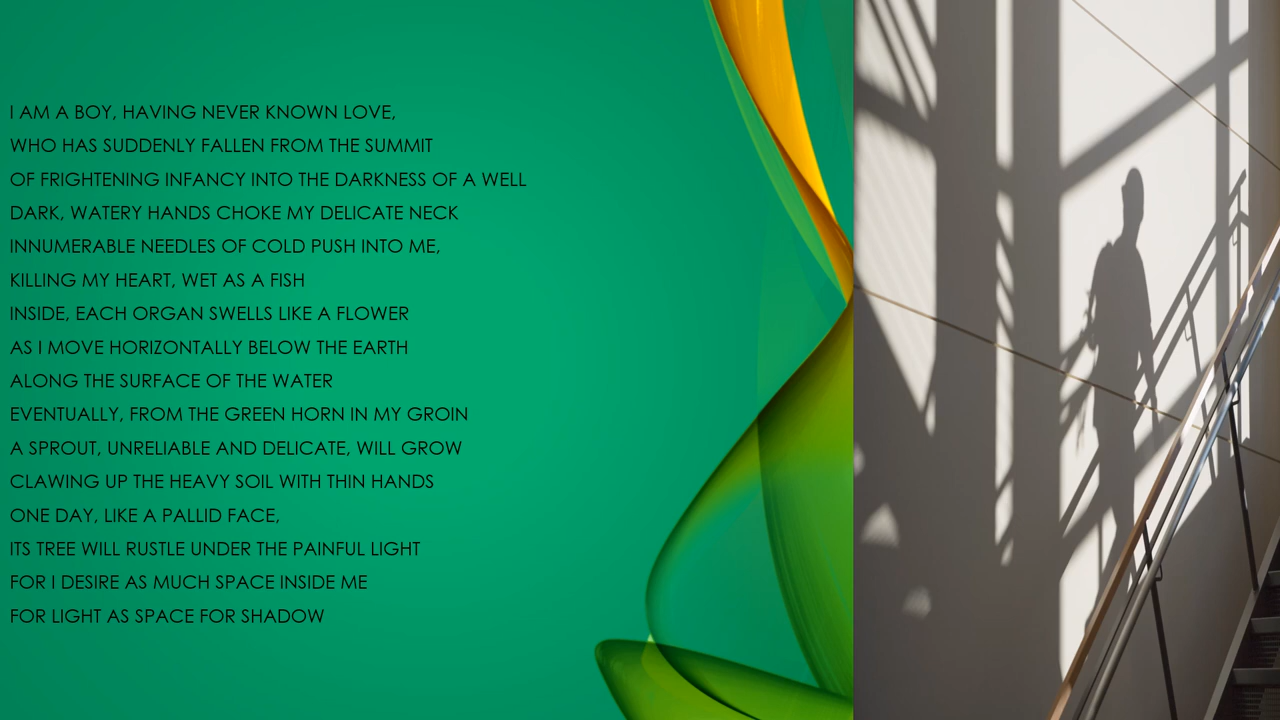 I AM A BOY, HAVING NEVER KNOWN LOVE,
WHO HAS SUDDENLY FALLEN FROM THE SUMMIT
OF FRIGHTENING INFANCY INTO THE DARKNESS OF A WELL
DARK, WATERY HANDS CHOKE MY DELICATE NECK
INNUMERABLE NEEDLES OF COLD PUSH INTO ME,
KILLING MY HEART, WET AS A FISH
INSIDE, EACH ORGAN SWELLS LIKE A FLOWER
AS I MOVE HORIZONTALLY BELOW THE EARTH
ALONG THE SURFACE OF THE WATER
EVENTUALLY, FROM THE GREEN HORN IN MY GROIN
A SPROUT, UNRELIABLE AND DELICATE, WILL GROW
CLAWING UP THE HEAVY SOIL WITH THIN HANDS
ONE DAY, LIKE A PALLID FACE,
ITS TREE WILL RUSTLE UNDER THE PAINFUL LIGHT
FOR I DESIRE AS MUCH SPACE INSIDE ME
FOR LIGHT AS SPACE FOR SHADOW